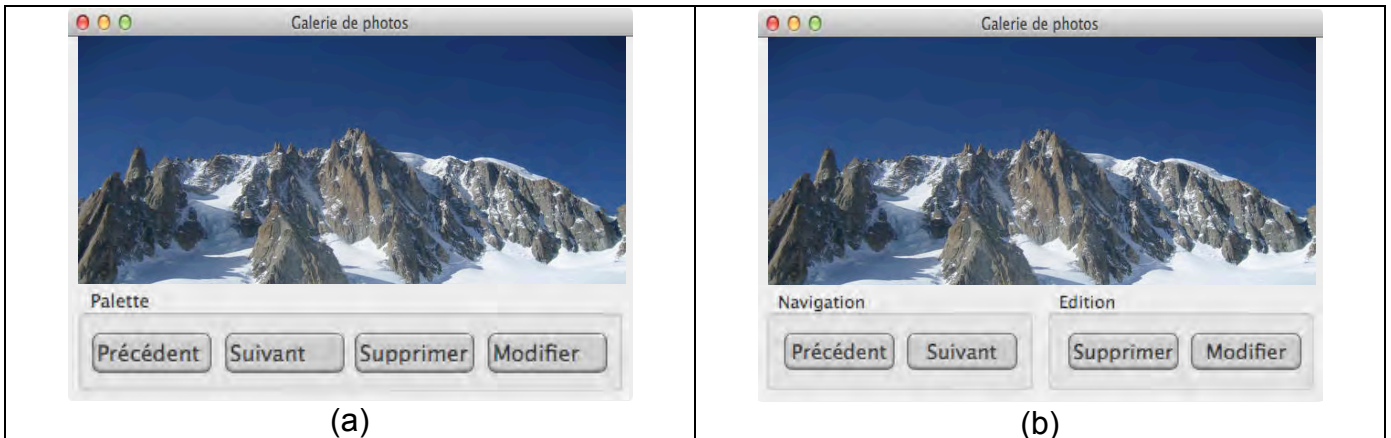 Galerie de photos
Palette
Précédent Suivant Supprimer Modifier
(a)
Galerie de photos
Navigation Edition
Précédent Suivant Supprimer Modifier
(b)